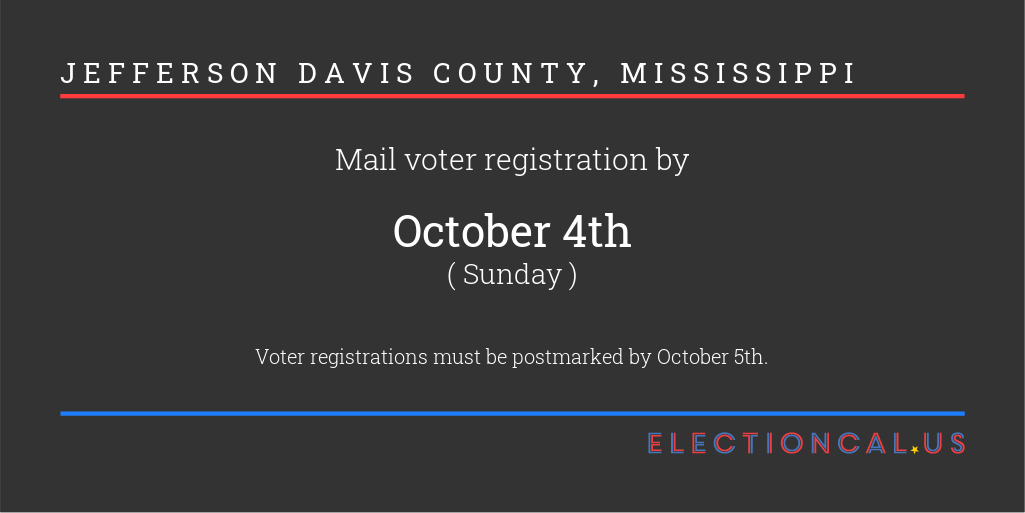 JEFFERSON DAVIS COUNTY, MISSISSIPPI
Mail voter registration by
October 4th
( Sunday )
Voter registrations must be postmarked by October 5th.
ELECTIONCAL.US